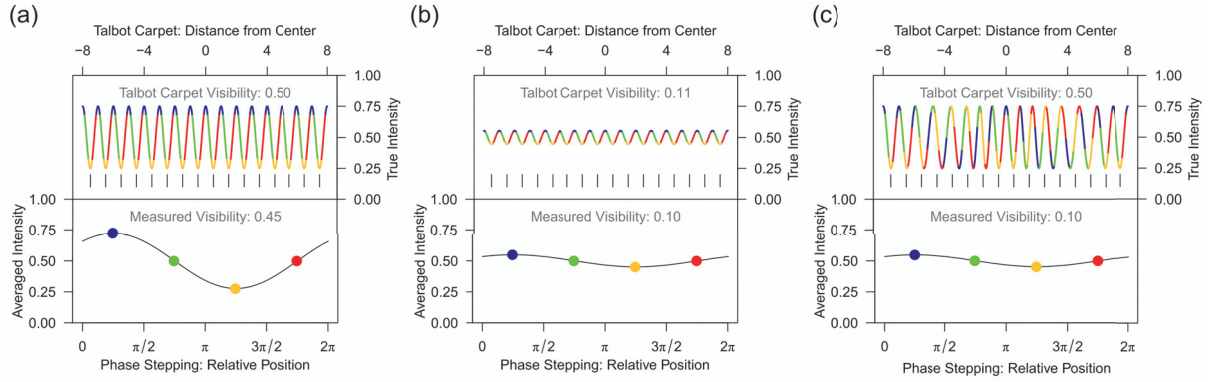 (a)
Talbot Carpet: Distance from Center
−8 −4 0 4 8
Talbot Carpet Visibility: 0.50
1.00
0.75
0.50
0.25
0.00
True Intensity
Measured Visibility: 0.45
1.00
0.75
0.50
0.25
0.00
Averaged Intensity
0 π/2 π 3π/2 2π
Phase Stepping: Relative Position
(b)
Talbot Carpet: Distance from Center
−8 −4 0 4 8
Talbot Carpet Visibility: 0.11
1.00
0.75
0.50
0.25
0.00
True Intensity
Measured Visibility: 0.10
1.00
0.75
0.50
0.25
0.00
Averaged Intensity
0 π/2 π 3π/2 2π
Phase Stepping: Relative Position
(c)
Talbot Carpet: Distance from Center
−8 −4 0 4 8
Talbot Carpet Visibility: 0.50
1.00
0.75
0.50
0.25
0.00
True Intensity
Measured Visibility: 0.10
1.00
0.75
0.50
0.25
0.00
Averaged Intensity
0 π/2 π 3π/2 2π
Phase Stepping: Relative Position